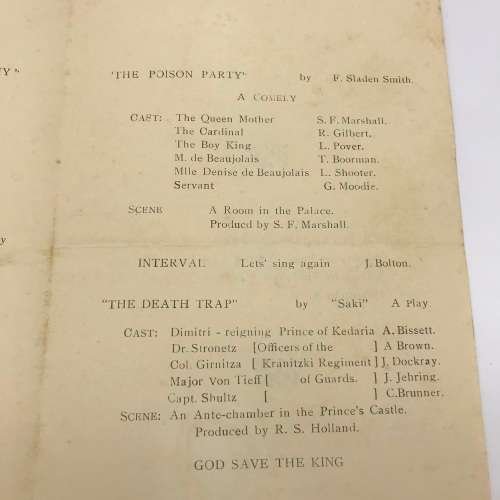 Y"
"THE POISON PARTY" by F. Sladen Smith.
A COMELY
CAST: The Queen Mother S. F. Marshall.
The Cardinal R. Gilbert.
The Boy King L. Pover.
M. de Beaujolais T. Boorman.
Mlle Denise de Beaujolais L. Shooter.
Servant G. Moodie.
SCENE A Room in the Palace.
Producd by S. F. Marshall.
y
INTERVAL Lets' sing again J. Bolton.
"THE DEATH TRAP" by "Saki" A Play.
CAST: Dimitri - reigning Prince of Kedaria A. Bissett.
Dr. Stronetz [Officers of the ] A Brown.
Col. Girnitza [ Kranitzki Regiment ] J. Dockray.
Major Von Tieff [ of Guards. ] J. Jehring.
Capt. Shultz [ ] C.Brunner.
SCENE: An Ante-chamber in the Prince's Castle.
Produced by R. S. Holland.
GOD SAVE THE KING